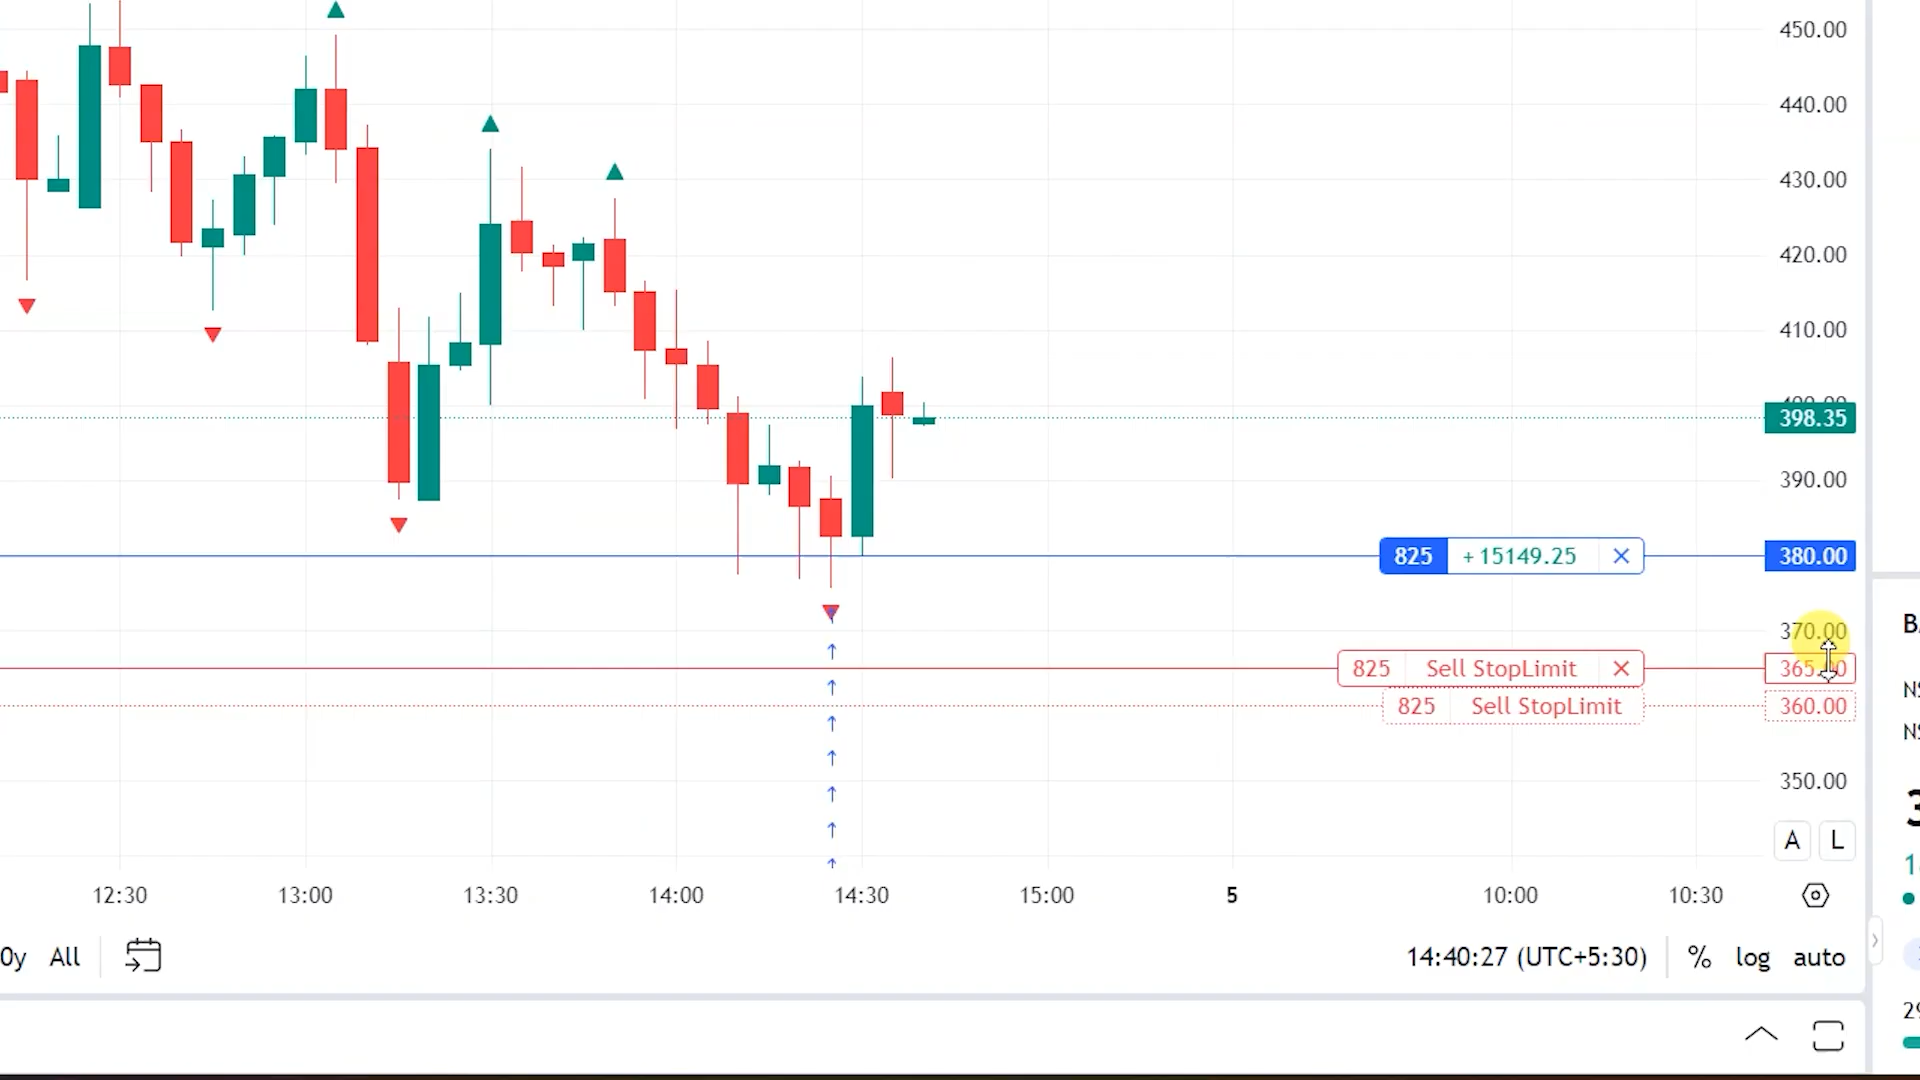 450.00
440.00
430.00
420.00
410.00
398.35
390.00
825 +15149.25 380.00
370.00
825 Sell StopLimit
825 Sell StopLimit 360.00
350.00
A L
12:30 13:00 13:30 14:00 14:30 15:00 5 10:00 10:30
0y All 14:40:27 (UTC+5:30) % log auto